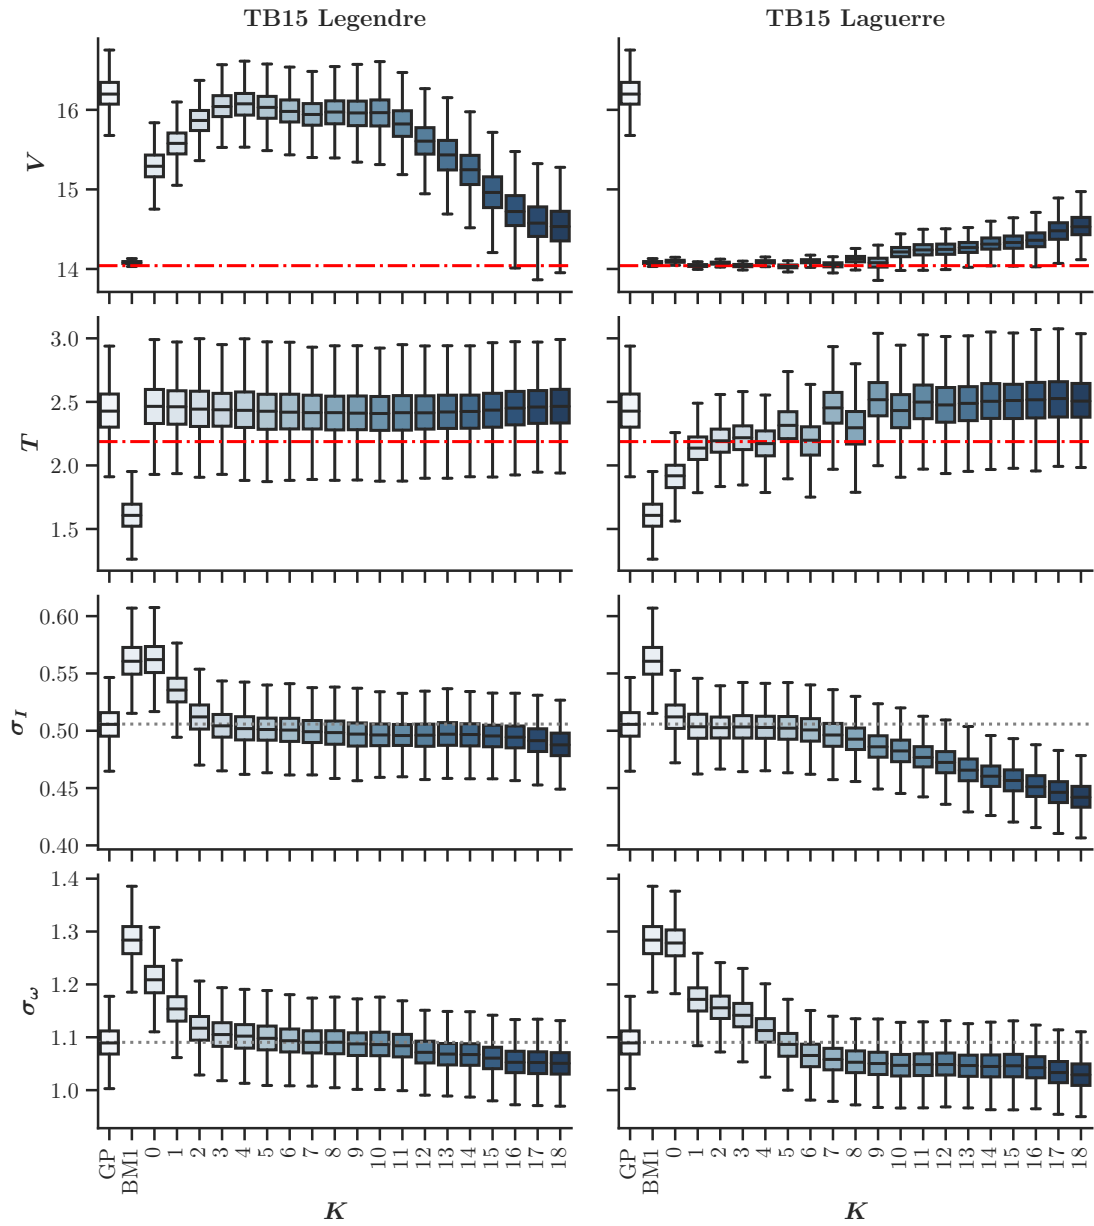 TB15 Legendre
TB15 Laguerre
V
16
15
14
T
3.0
2.5
2.0
1.5
σ_I
0.60
0.55
0.50
0.45
0.40
σ_ω
1.4
1.3
1.2
1.1
1.0
GP BM1 0 1 2 3 4 5 6 7 8 9 10 11 12 13 14 15 16 17 18
GP BM1 0 1 2 3 4 5 6 7 8 9 10 11 12 13 14 15 16 17 18
K
K